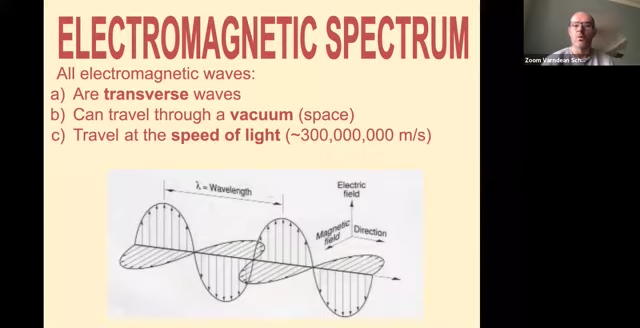 ELECTROMAGNETIC SPECTRUM
All electromagnetic waves:
a) Are transverse waves
b) Can travel through a vacuum (space)
c) Travel at the speed of light (~300,000,000 m/s)
λ = Wavelength
Electric
field
Magnetic
field
Direction
Zoom Varndean Sch...